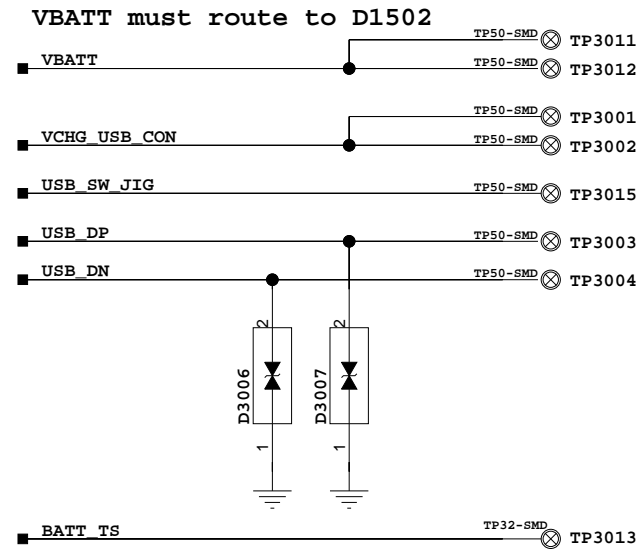 VBATT must route to D1502
TP50-SMD TP3011
VBATT TP50-SMD TP3012
TP50-SMD TP3001
VCHG_USB_CON TP50-SMD TP3002
USB_SW_JIG TP50-SMD TP3015
USB_DP TP50-SMD TP3003
USB_DN TP50-SMD TP3004
2 2
D3006 D3007
1 1
BATT_TS TP32-SMD TP3013